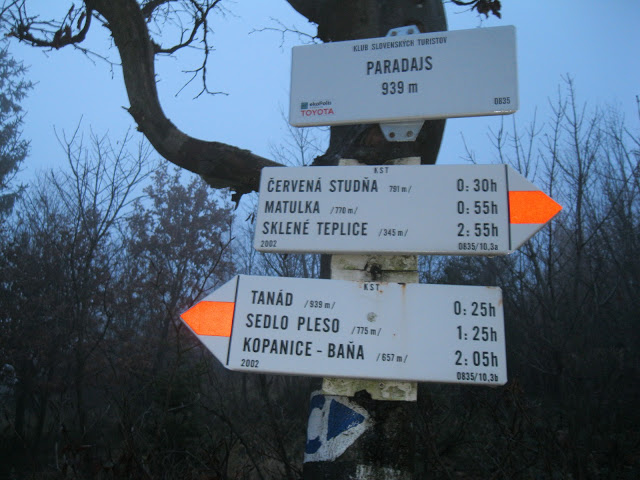 KLUB SLOVENSKÝCH TURISTOV
PARADAJS
939 m
ekopolis
TOYOTA
0835
KST
ČERVENÁ STUDŇA 791 m/ 0:30h
MATULKA /770 m/ 0:55h
SKLENÉ TEPLICE /345 m/ 2:55h
2002 0835/10,3a
KST
TANÁD /939 m/ 0:25h
SEDLO PLESO /775 m/ 1:25h
KOPANICE - BAŇA /657 m/ 2:05h
2002 0835/10,3b